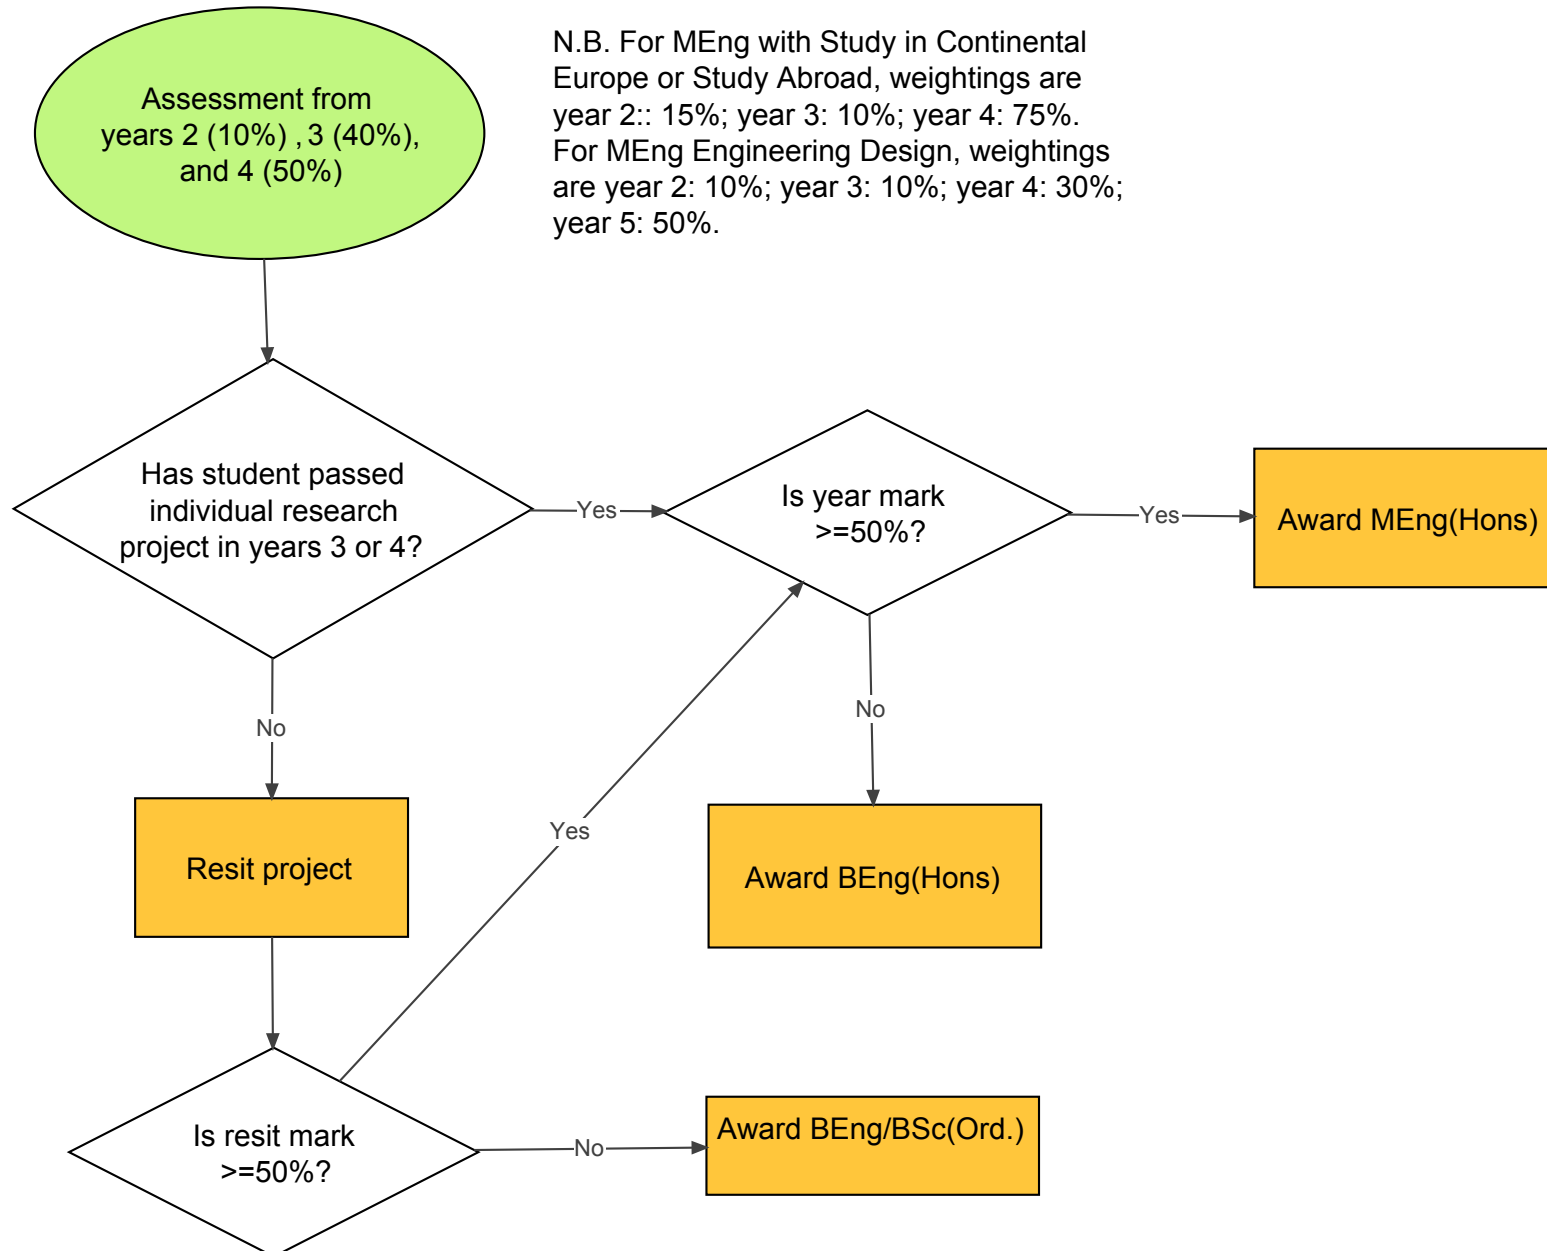 Assessment from
years 2 (10%) , 3 (40%),
and 4 (50%)
N.B. For MEng with Study in Continental
Europe or Study Abroad, weightings are
year 2:: 15%; year 3: 10%; year 4: 75%.
For MEng Engineering Design, weightings
are year 2: 10%; year 3: 10%; year 4: 30%;
year 5: 50%.
Has student passed
individual research
project in years 3 or 4?
Yes
Is year mark
>=50%?
Yes
Award MEng(Hons)
No
No
Resit project
Yes
Award BEng(Hons)
Is resit mark
>=50%?
No
Award BEng/BSc(Ord.)